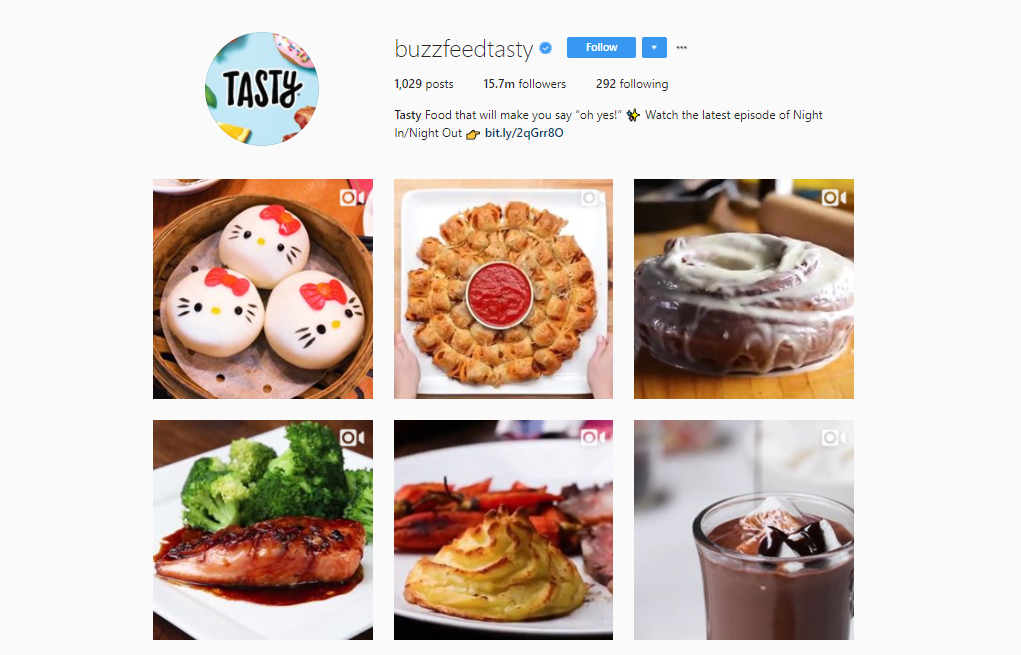 TASTY
buzzfeedtasty
Follow
1,029 posts 15.7m followers 292 following
Tasty Food that will make you say “oh yes!” ✨ Watch the latest episode of Night
In/Night Out 👉 bit.ly/2qGrr8O